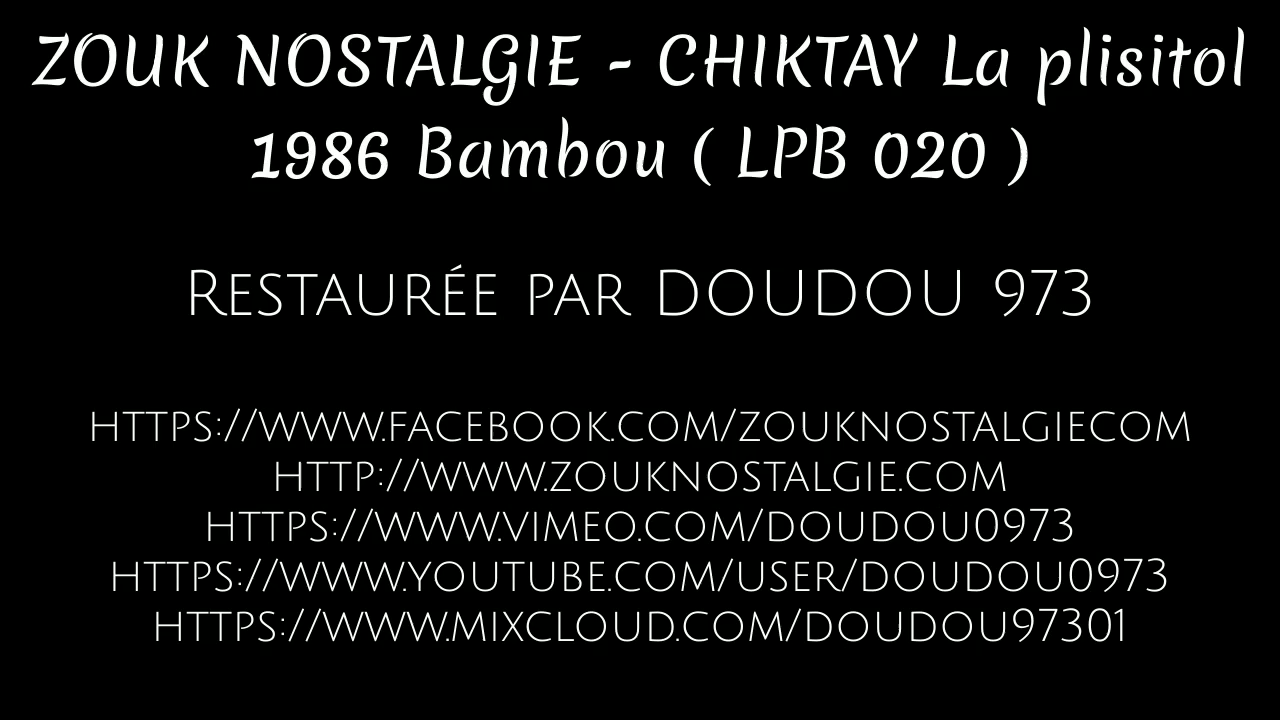 ZOUK NOSTALGIE - CHIKTAY La plisitol
1986 Bambou ( LPB 020 )
Restaurée par DOUDOU 973
HTTPS://WWW.FACEBOOK.COM/ZOUKNOSTALGIECOM
HTTP://WWW.ZOUKNOSTALGIE.COM
HTTPS://WWW.VIMEO.COM/DOUDOU0973
HTTPS://WWW.YOUTUBE.COM/USER/DOUDOU0973
HTTPS://WWW.MIXCLOUD.COM/DOUDOU97301